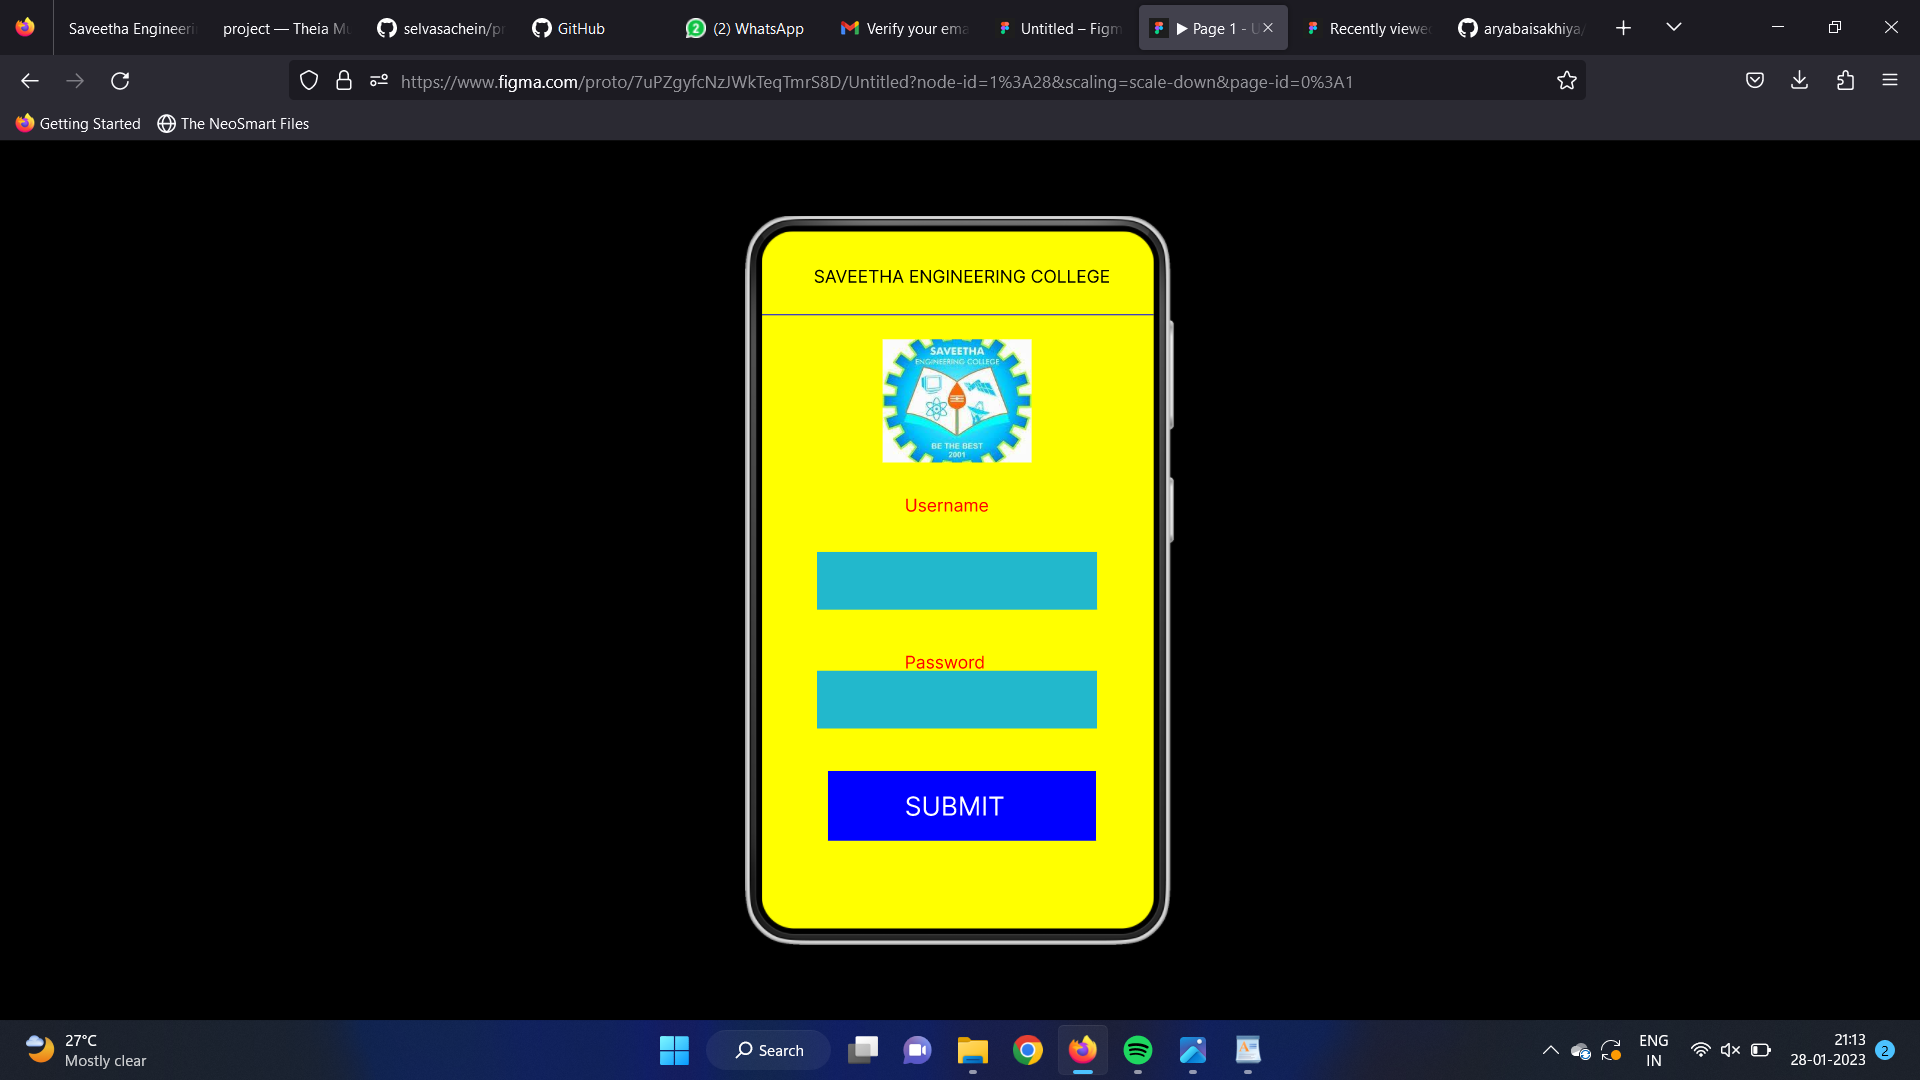 Saveetha Engineeri
project — Theia Mu
selvasachein/pr
GitHub
(2) WhatsApp
Verify your ema
Untitled – Figm
▶ Page 1 - U
Recently viewe
aryabaisakhiya/
https://www.figma.com/proto/7uPZgyfcNzJWkTeqTmrS8D/Untitled?node-id=1%3A28&scaling=scale-down&page-id=0%3A1
Getting Started
The NeoSmart Files
SAVEETHA ENGINEERING COLLEGE
SAVEETHA
ENGINEERING COLLEGE
BE THE BEST
2001
Username
Password
SUBMIT
27°C
Mostly clear
Search
ENG
IN
21:13
28-01-2023
2